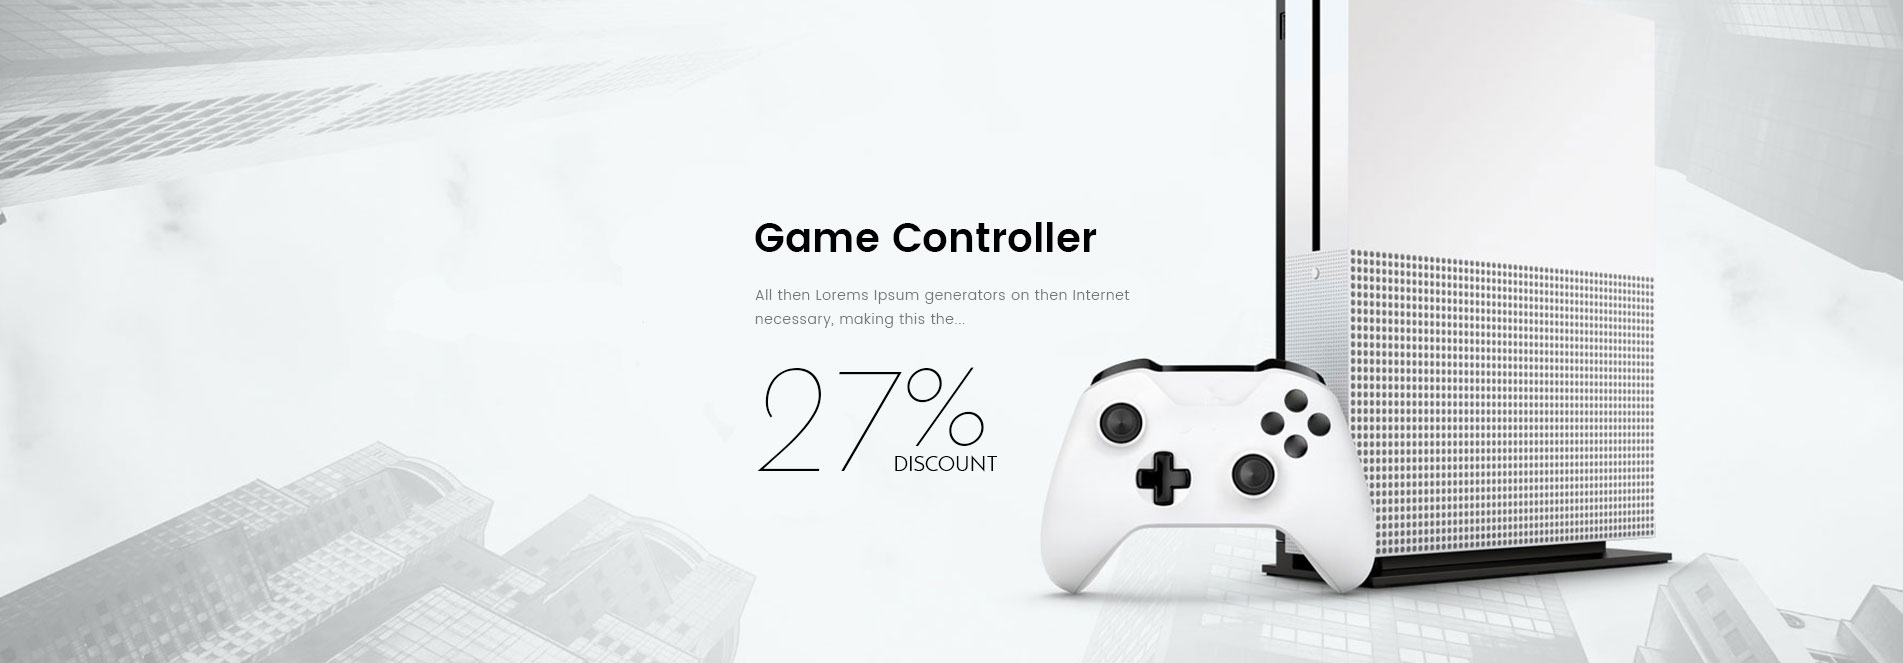 Game Controller
All then Lorems Ipsum generators on then Internet
necessary, making this the...
27%
DISCOUNT